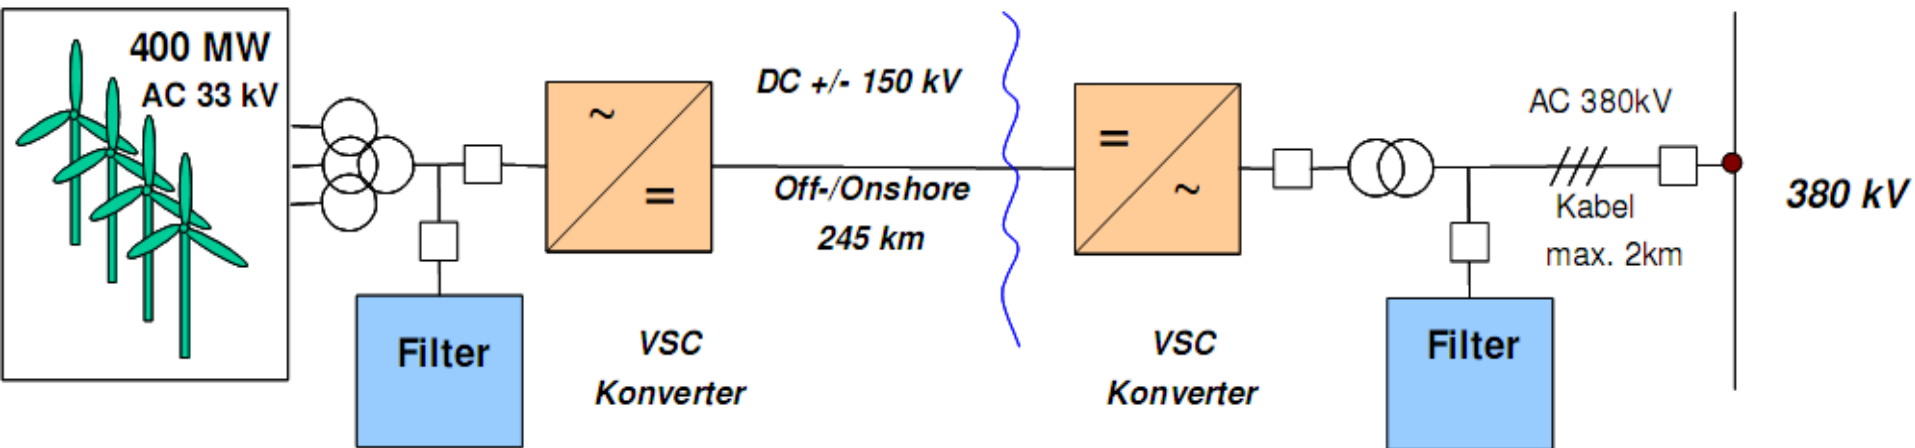 400 MW
AC 33 kV
~
=
Filter
VSC
Konverter
DC +/- 150 kV
Off-/Onshore
245 km
=
~
VSC
Konverter
Filter
AC 380kV
Kabel
max. 2km
380 kV